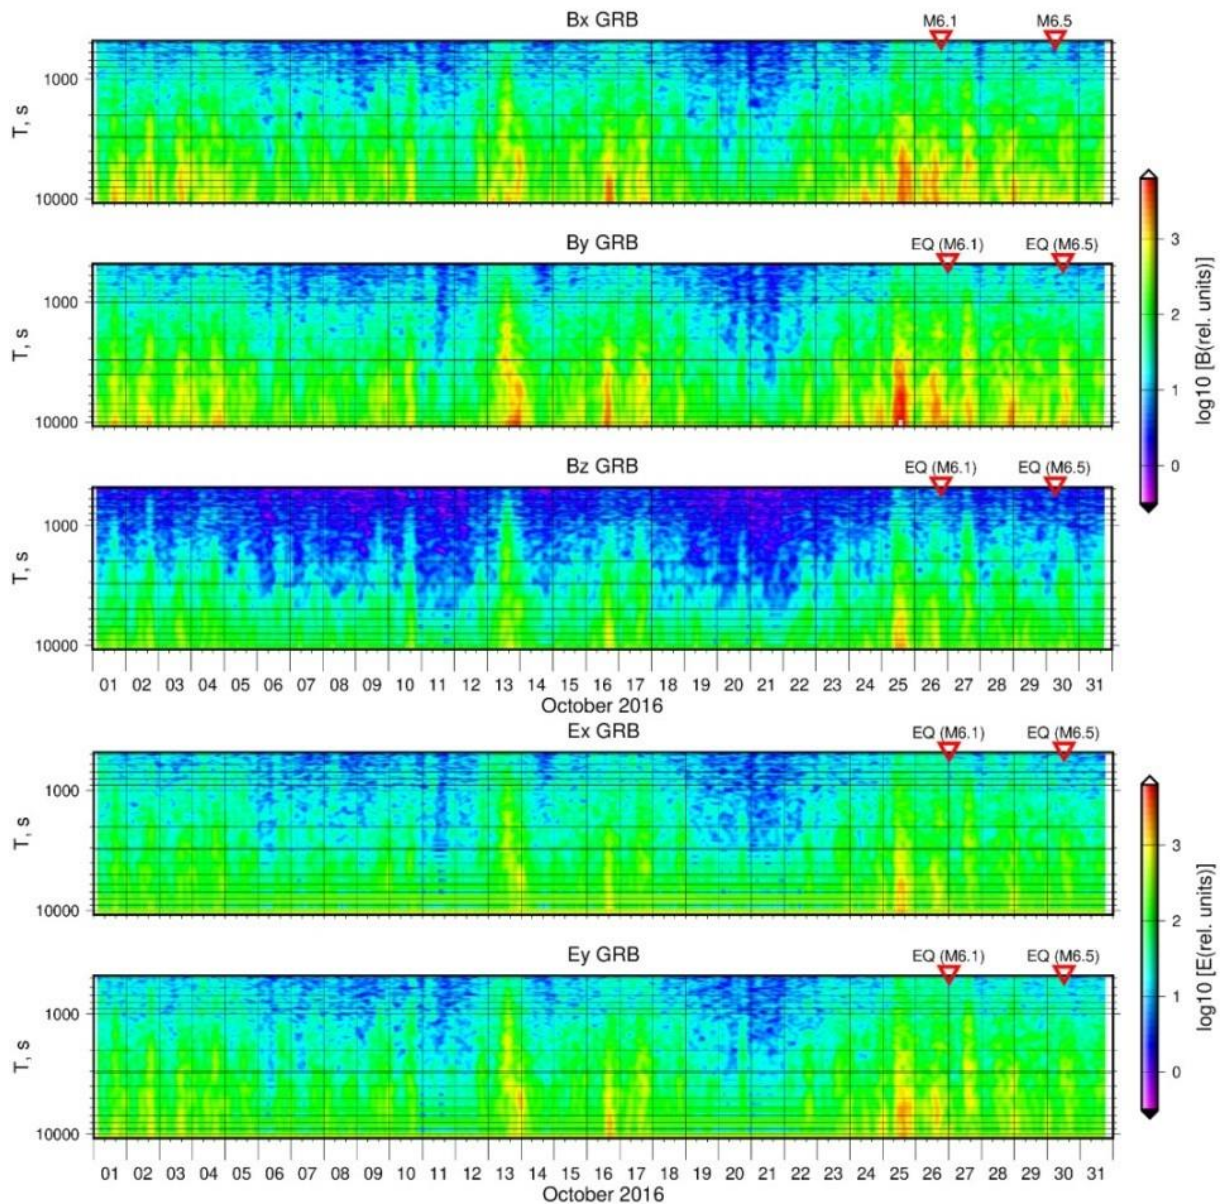 Bx GRB
M6.1 M6.5
T, s
1000
10000
By GRB
EQ (M6.1) EQ (M6.5)
T, s
1000
10000
Bz GRB
EQ (M6.1) EQ (M6.5)
T, s
1000
10000
01 02 03 04 05 06 07 08 09 10 11 12 13 14 15 16 17 18 19 20 21 22 23 24 25 26 27 28 29 30 31
October 2016
3
2
1
0
log10 [B(rel. units)]
Ex GRB
EQ (M6.1) EQ (M6.5)
T, s
1000
10000
Ey GRB
EQ (M6.1) EQ (M6.5)
T, s
1000
10000
01 02 03 04 05 06 07 08 09 10 11 12 13 14 15 16 17 18 19 20 21 22 23 24 25 26 27 28 29 30 31
October 2016
3
2
1
0
log10 [E(rel. units)]